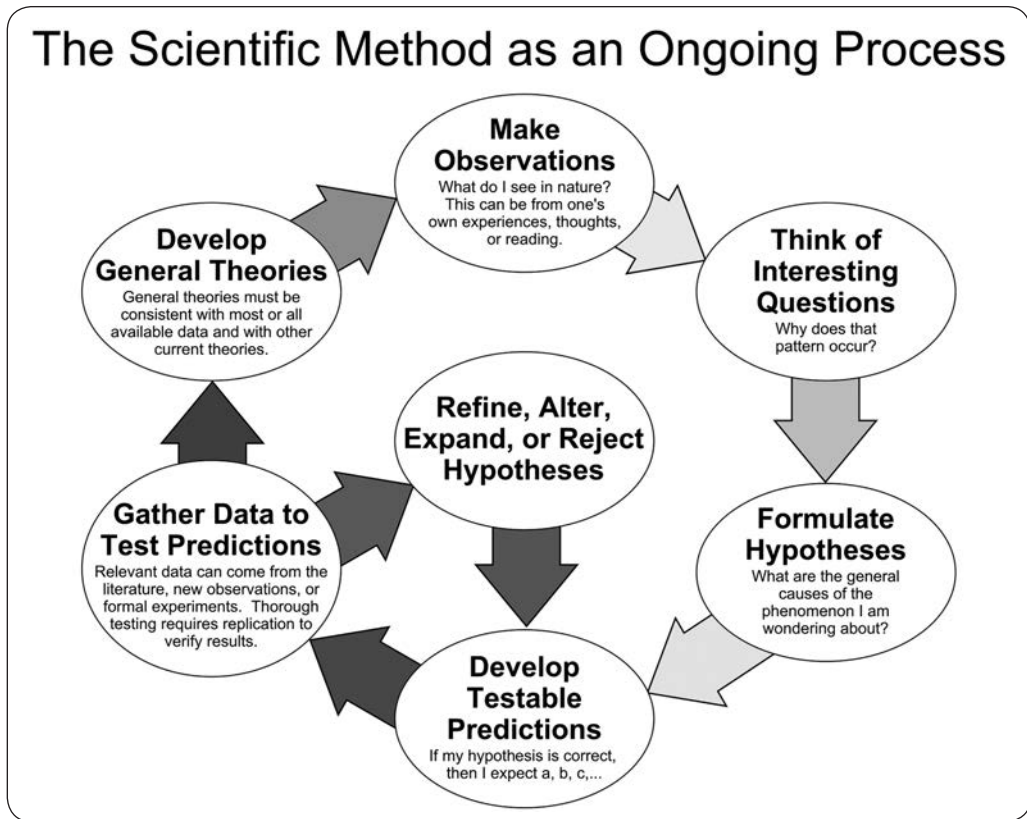 The Scientific Method as an Ongoing Process
Make
Observations
What do I see in nature?
This can be from one's
own experiences, thoughts,
or reading.
Think of
Interesting
Questions
Why does that
pattern occur?
Formulate
Hypotheses
What are the general
causes of the
phenomenon I am
wondering about?
Develop
Testable
Predictions
If my hypothesis is correct,
then I expect a, b, c,...
Gather Data to
Test Predictions
Relevant data can come from the
literature, new observations, or
formal experiments. Thorough
testing requires replication to
verify results.
Refine, Alter,
Expand, or Reject
Hypotheses
Develop
General Theories
General theories must be
consistent with most or all
available data and with other
current theories.